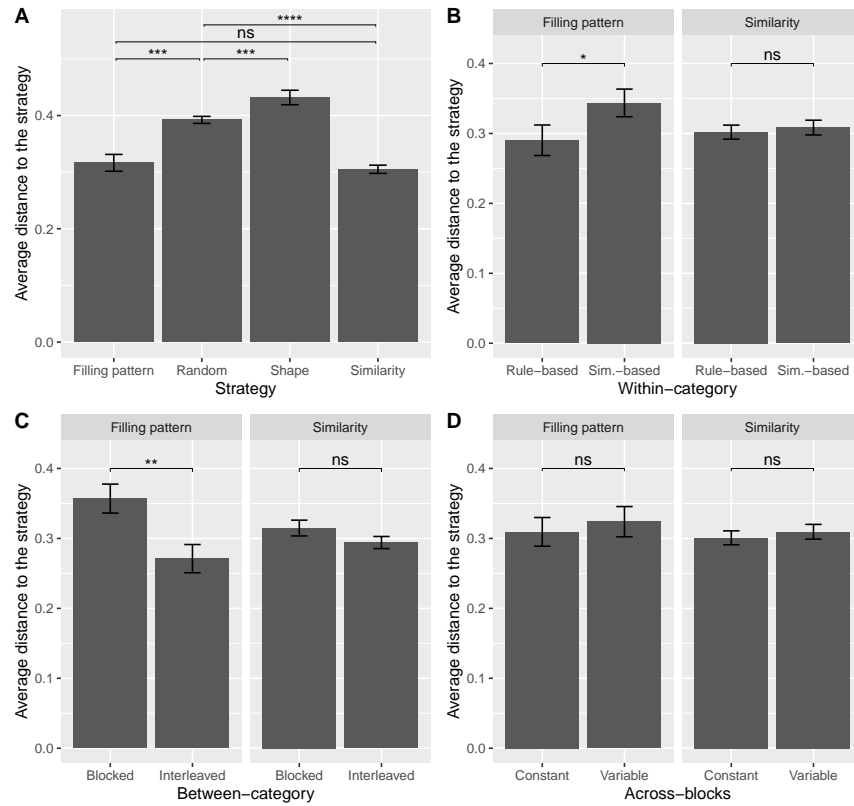 A
****
ns
***
***
Average distance to the strategy
0.4
0.2
0.0
Filling pattern
Random
Shape
Similarity
Strategy
B
Filling pattern
Similarity
*
ns
Average distance to the strategy
0.4
0.3
0.2
0.1
0.0
Rule−based
Sim.−based
Rule−based
Sim.−based
Within−category
C
Filling pattern
Similarity
**
ns
Average distance to the strategy
0.4
0.3
0.2
0.1
0.0
Blocked
Interleaved
Blocked
Interleaved
Between−category
D
Filling pattern
Similarity
ns
ns
Average distance to the strategy
0.4
0.3
0.2
0.1
0.0
Constant
Variable
Constant
Variable
Across−blocks